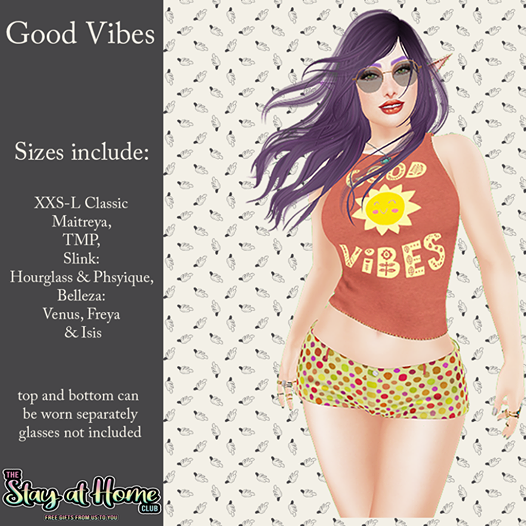 Good Vibes
Sizes include:
XXS-L Classic
Maitreya,
TMP,
Slink:
Hourglass & Phsyique,
Belleza:
Venus, Freya
& Isis
top and bottom can
be worn separately
glasses not included
THE
Stay at Home
CLUB
FREE GIFTS FROM US TO YOU
GOOD
ViBES